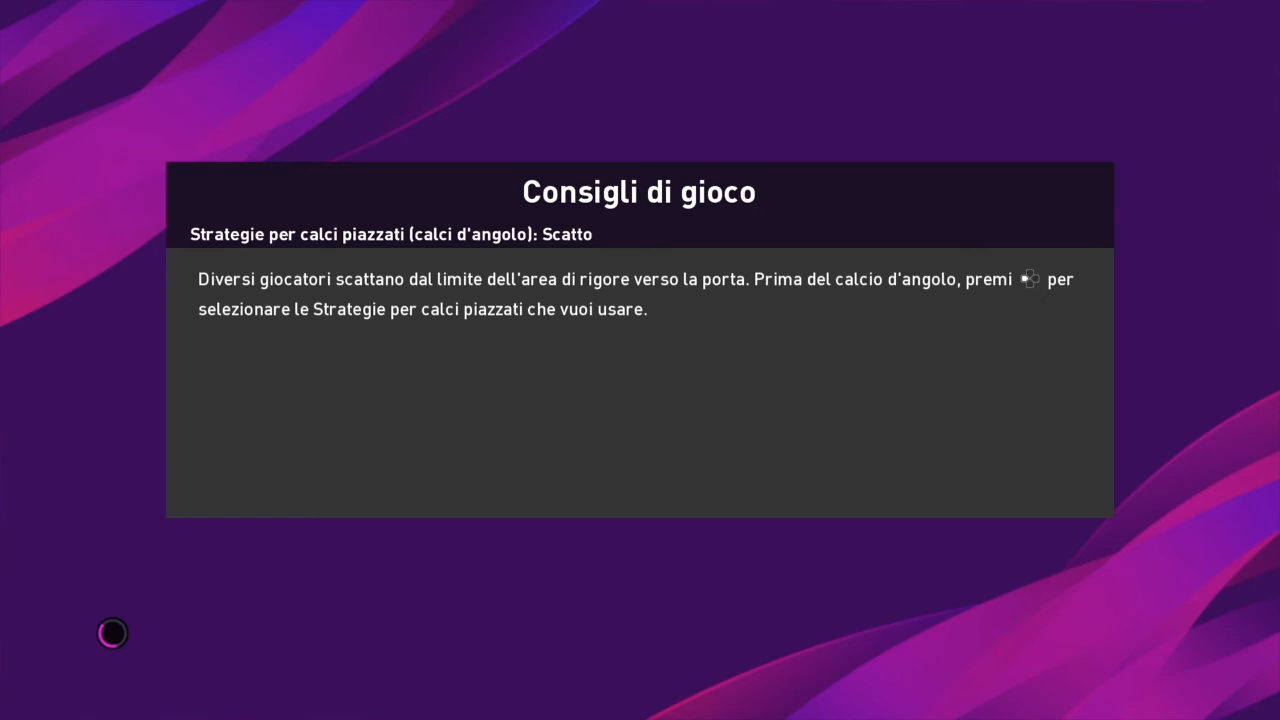 Consigli di gioco
Strategie per calci piazzati (calci d'angolo): Scatto
Diversi giocatori scattano dal limite dell'area di rigore verso la porta. Prima del calcio d'angolo, premi per
selezionare le Strategie per calci piazzati che vuoi usare.